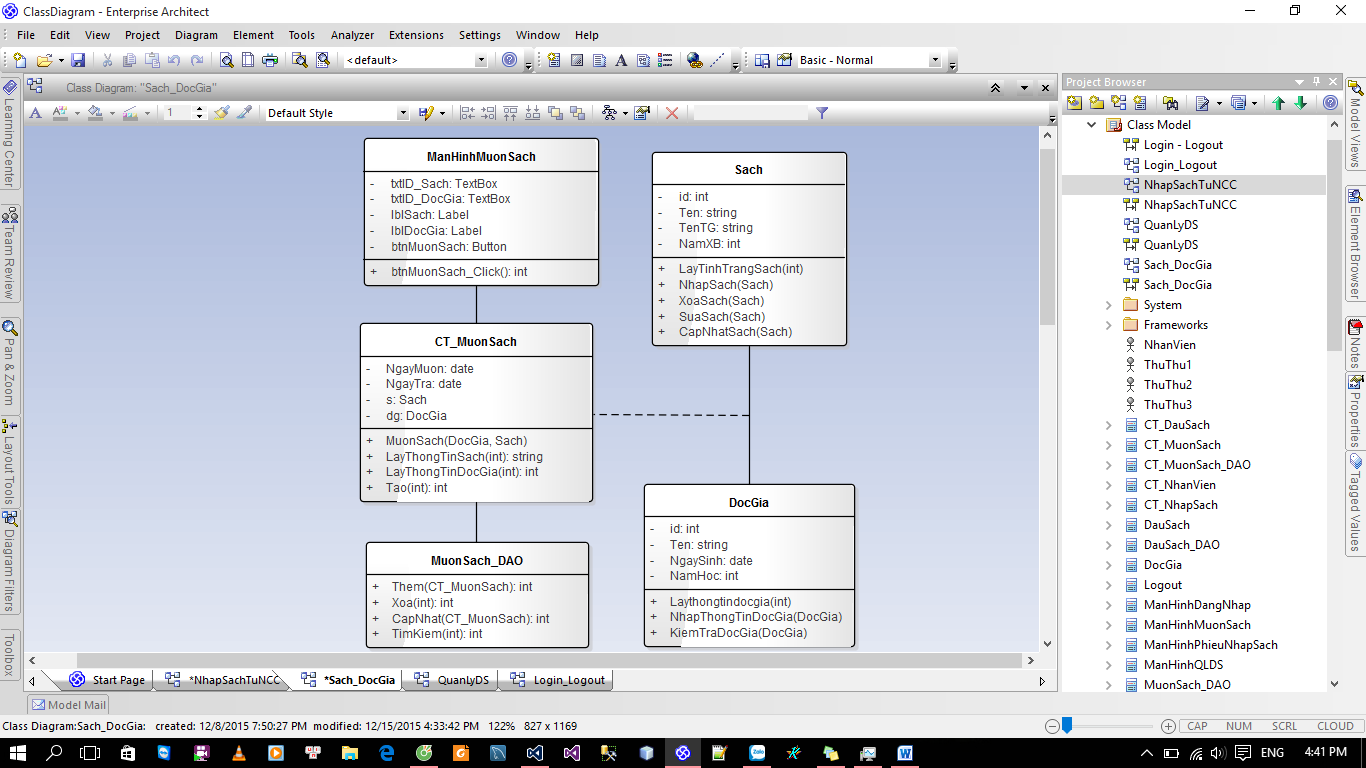 ClassDiagram - Enterprise Architect
File Edit View Project Diagram Element Tools Analyzer Extensions Settings Window Help
<default>
Basic - Normal
Class Diagram: "Sach_DocGia"
1
Default Style
Learning Center
Team Review
Pan & Zoom
Layout Tools
Diagram Filters
Toolbox
ManHinhMuonSach
- txtID_Sach: TextBox
- txtID_DocGia: TextBox
- lblSach: Label
- lblDocGia: Label
- btnMuonSach: Button
+ btnMuonSach_Click(): int
Sach
- id: int
- Ten: string
- TenTG: string
- NamXB: int
+ LayTinhTrangSach(int)
+ NhapSach(Sach)
+ XoaSach(Sach)
+ SuaSach(Sach)
+ CapNhatSach(Sach)
CT_MuonSach
- NgayMuon: date
- NgayTra: date
- s: Sach
- dg: DocGia
+ MuonSach(DocGia, Sach)
+ LayThongTinSach(int): string
+ LayThongTinDocGia(int): int
+ Tao(int): int
MuonSach_DAO
+ Them(CT_MuonSach): int
+ Xoa(int): int
+ CapNhat(CT_MuonSach): int
+ TimKiem(int): int
DocGia
- id: int
- Ten: string
- NgaySinh: date
- NamHoc: int
+ Laythongtindocgia(int)
+ NhapThongTinDocGia(DocGia)
+ KiemTraDocGia(DocGia)
Project Browser
Class Model
Login - Logout
Login_Logout
NhapSachTuNCC
NhapSachTuNCC
QuanLyDS
QuanLyDS
Sach_DocGia
Sach_DocGia
System
Frameworks
NhanVien
ThuThu1
ThuThu2
ThuThu3
CT_DauSach
CT_MuonSach
CT_MuonSach_DAO
CT_NhanVien
CT_NhapSach
DauSach
DauSach_DAO
DocGia
Logout
ManHinhDangNhap
ManHinhMuonSach
ManHinhPhieuNhapSach
ManHinhQLDS
MuonSach_DAO
Model Views
Element Browser
Notes
Properties
Tagged Values
Start Page
*NhapSachTuNCC
*Sach_DocGia
QuanlyDS
Login_Logout
Model Mail
Class Diagram:Sach_DocGia: created: 12/8/2015 7:50:27 PM modified: 12/15/2015 4:33:42 PM 122% 827 x 1169
CAP NUM SCRL CLOUD
ENG 4:41 PM